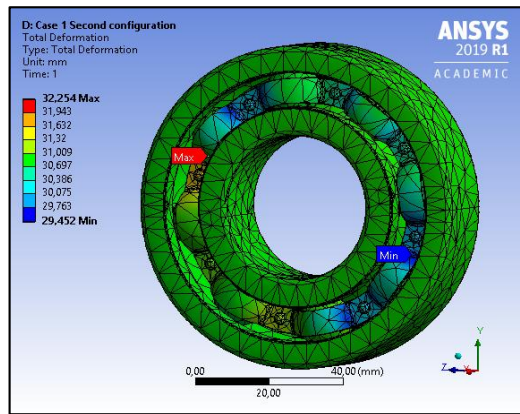 D: Case 1 Second configuration
Total Deformation
Type: Total Deformation
Unit: mm
Time: 1
32,254 Max
31,943
31,632
31,32
31,009
30,697
30,386
30,075
29,763
29,452 Min
ANSYS
2019 R1
ACADEMIC
Max
Min
0,00
40,00 (mm)
20,00
Y
Z
X